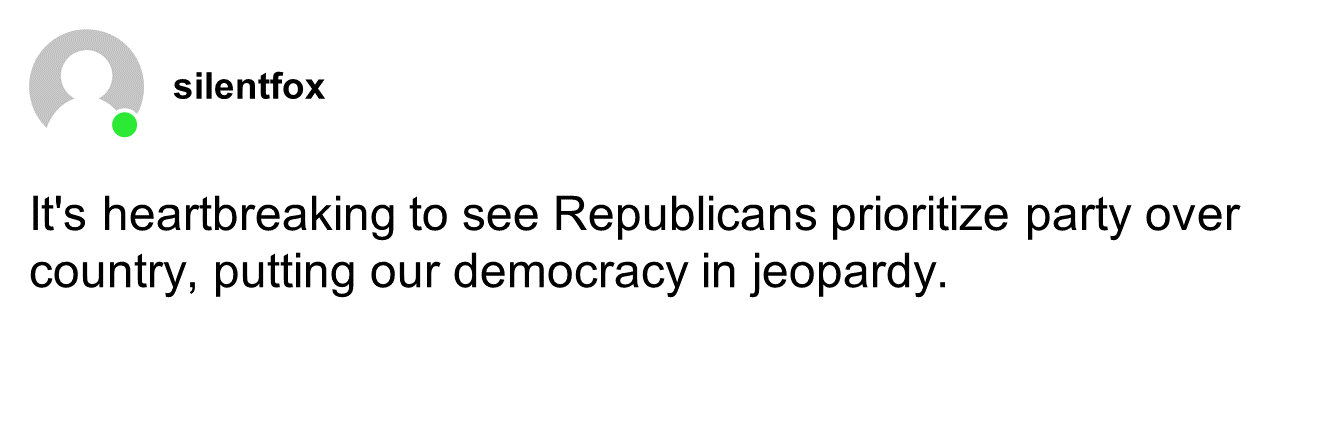 silentfox
It's heartbreaking to see Republicans prioritize party over
country, putting our democracy in jeopardy.